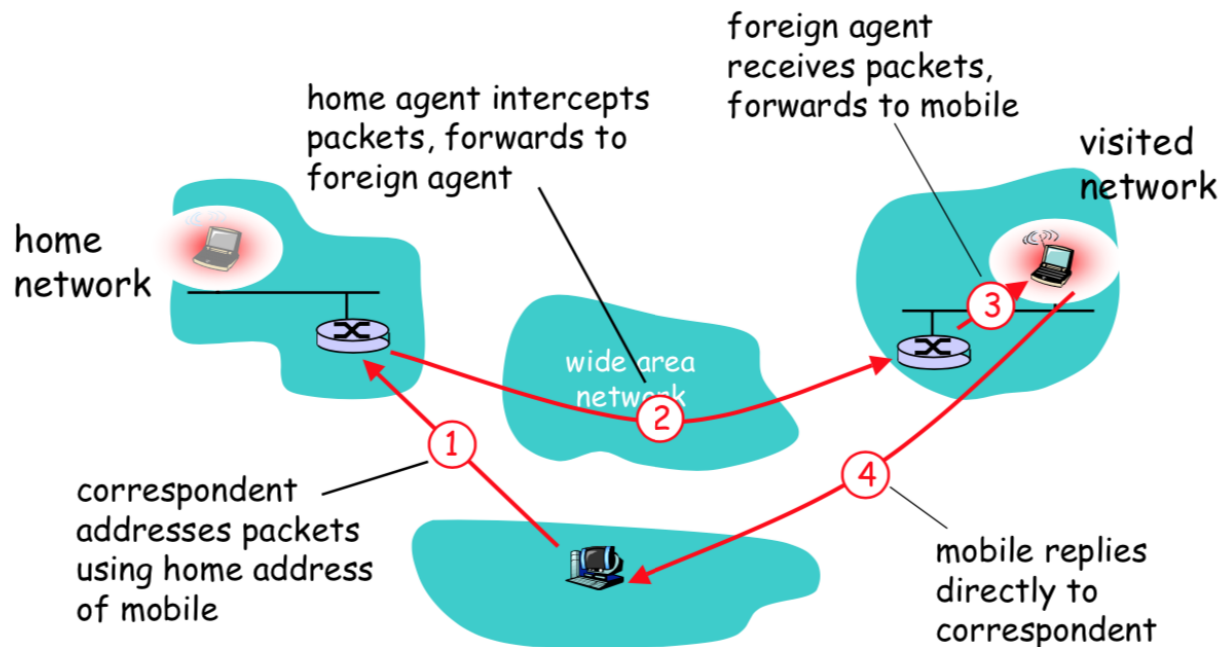 foreign agent
receives packets,
forwards to mobile
home agent intercepts
packets, forwards to
foreign agent
visited
network
home
network
3
wide area
network
2
1
4
correspondent
addresses packets
using home address
of mobile
mobile replies
directly to
correspondent